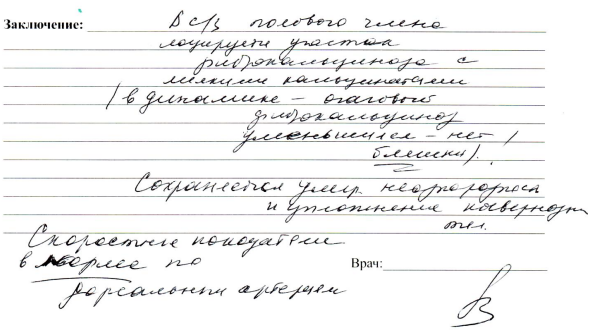 Заключение: В с/з полового члена
лоцируется участок
фиброкальциноза с
мелкими кальцинатами
(в динамике – очаговый
фиброкальциноз
уменьшился – нет
бляшки).
Сохраняется умер.
и уплотнение кавернозн
тел.
Скоростные показатели
в норме по
Врач:
дорсальным артериям